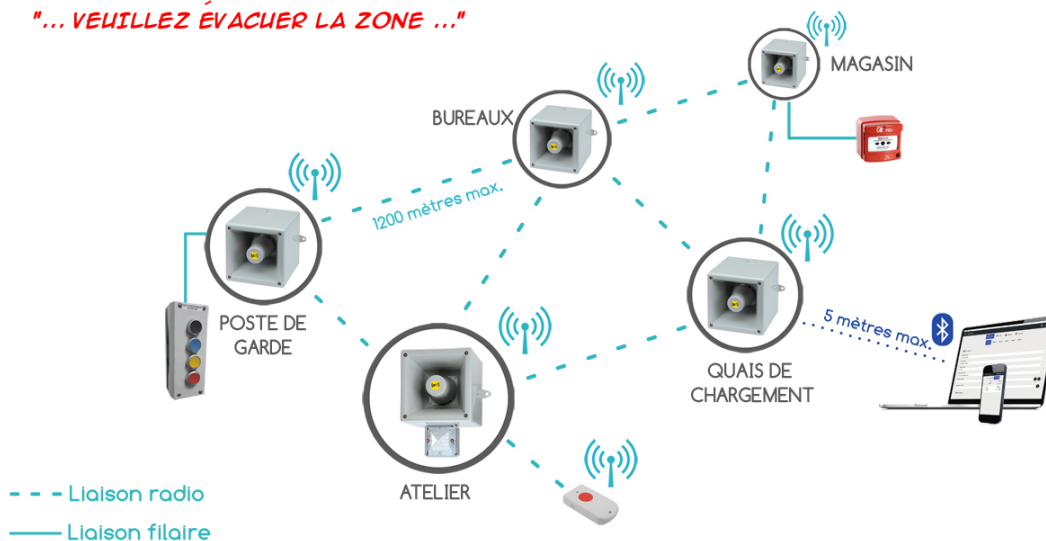 "... VEUILLEZ ÉVACUER LA ZONE ..."
MAGASIN
BUREAUX
1200 mètres max.
POSTE DE
GARDE
5 mètres max.
QUAIS DE
CHARGEMENT
ATELIER
Liaison radio
Liaison filaire